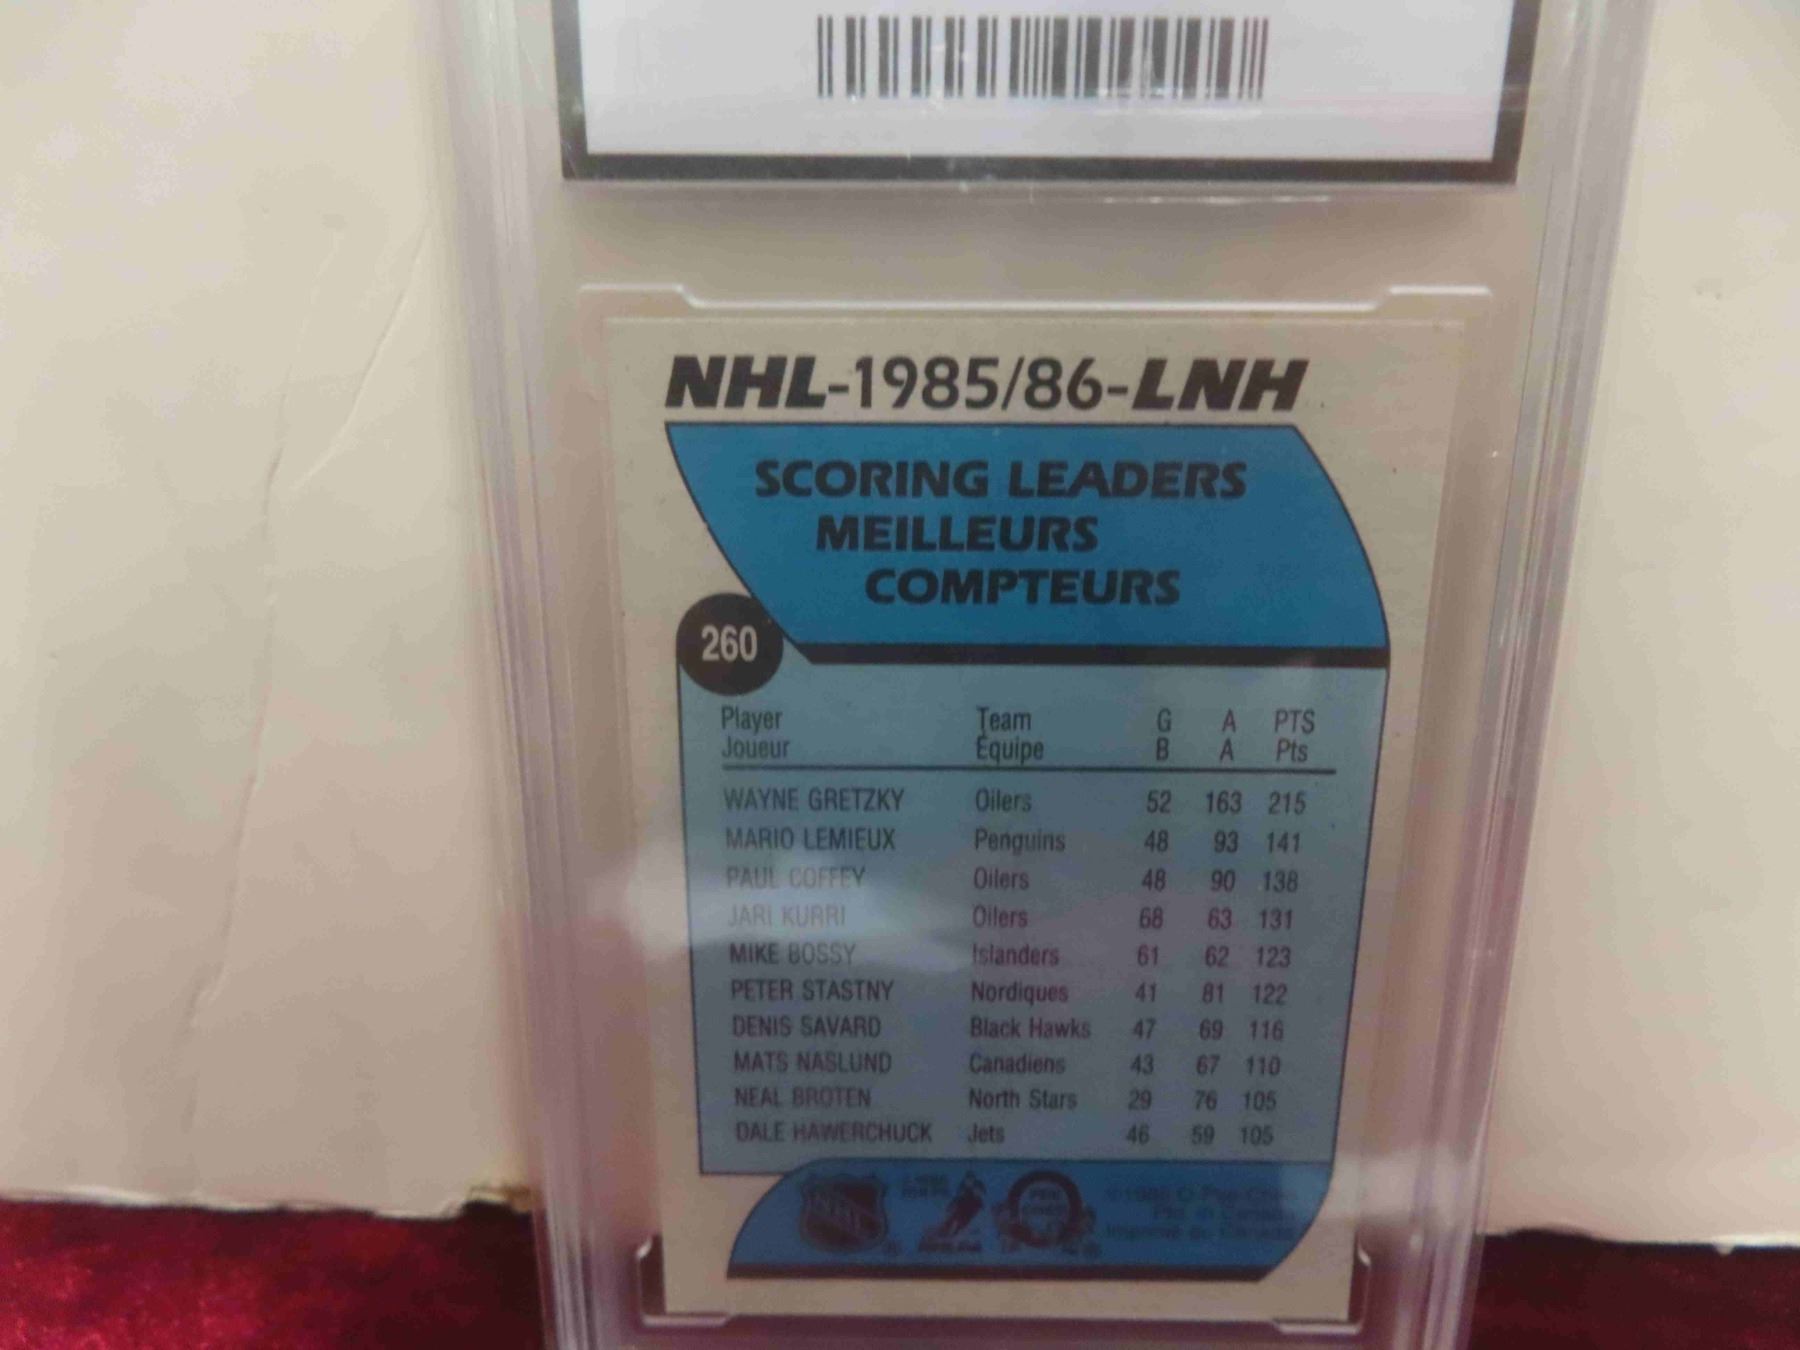 NHL-1985/86-LNH
SCORING LEADERS
MEILLEURS
COMPTEURS
260
Player Team G A PTS
Joueur Équipe B A Pts
WAYNE GRETZKY Oilers 52 163 215
MARIO LEMIEUX Penguins 48 93 141
PAUL COFFEY Oilers 48 90 138
JARI KURRI Oilers 68 63 131
MIKE BOSSY Islanders 61 62 123
PETER STASTNY Nordiques 41 81 122
DENIS SAVARD Black Hawks 47 69 116
MATS NASLUND Canadiens 43 67 110
NEAL BROTEN North Stars 29 76 105
DALE HAWERCHUCK Jets 46 59 105
NHL